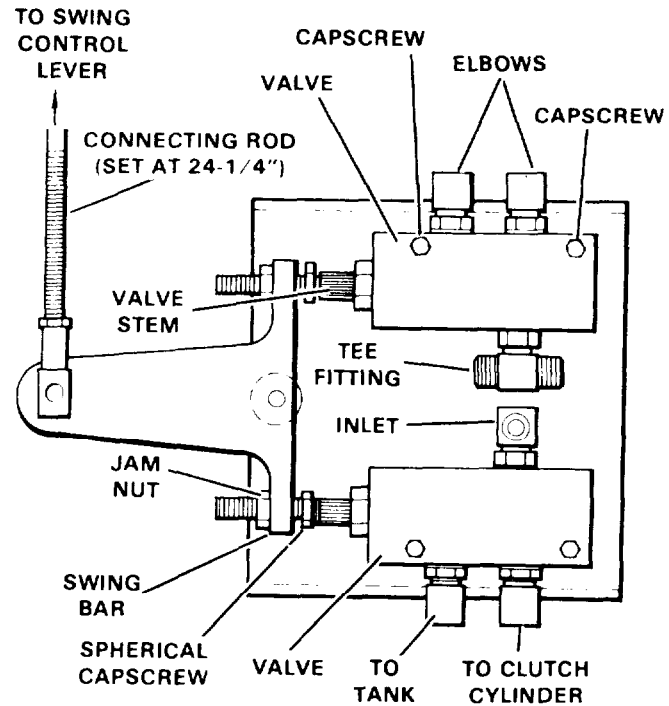 TO SWING
CONTROL
LEVER
CAPSCREW
ELBOWS
VALVE
CAPSCREW
CONNECTING ROD
(SET AT 24-1/4")
VALVE
STEM
TEE
FITTING
INLET
JAM
NUT
SWING
BAR
SPHERICAL
CAPSCREW
VALVE
TO
TANK
TO CLUTCH
CYLINDER